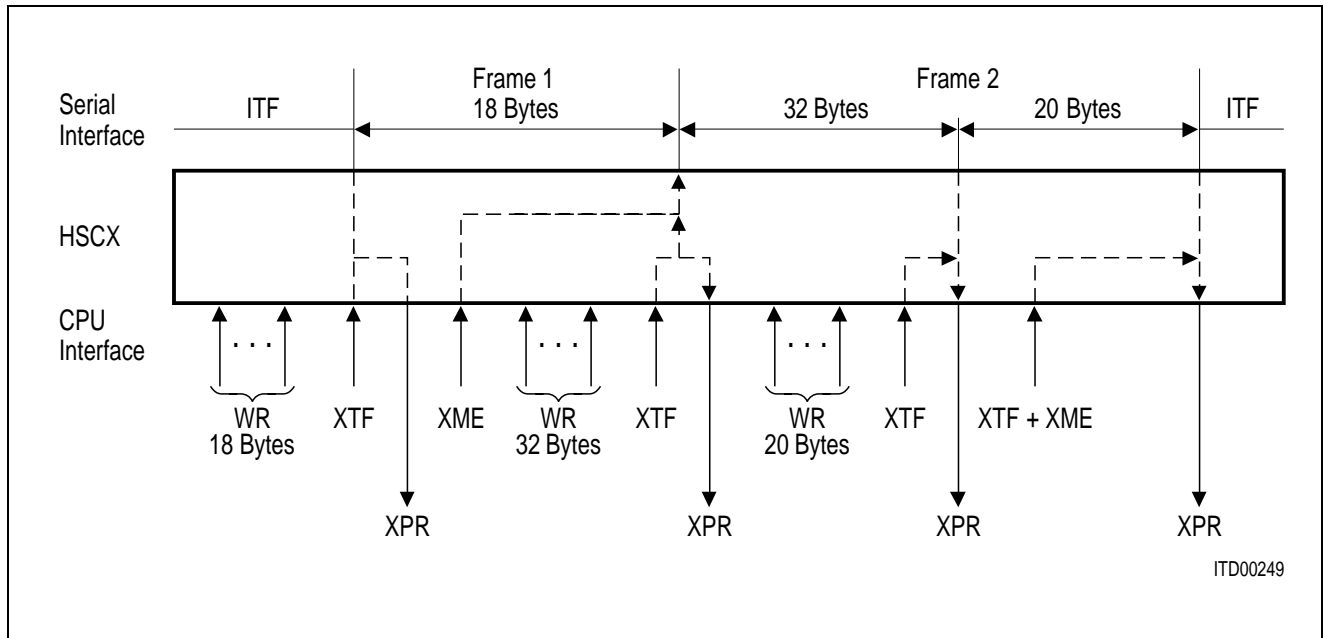 Frame 1
Frame 2
Serial
Interface
ITF
18 Bytes
32 Bytes
20 Bytes
ITF
HSCX
CPU
Interface
. . .
. . .
. . .
WR
18 Bytes
XTF
XME
WR
32 Bytes
XTF
WR
20 Bytes
XTF
XTF + XME
XPR
XPR
XPR
XPR
ITD00249